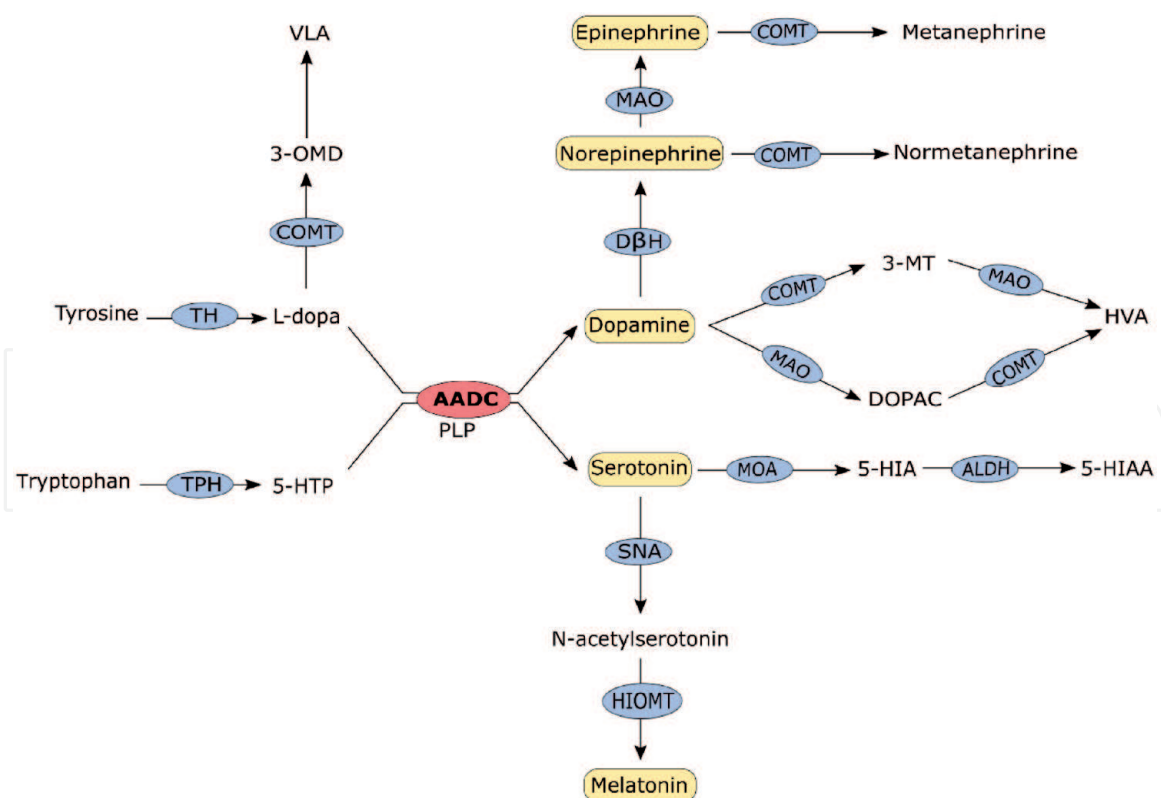 VLA
Epinephrine COMT Metanephrine
MAO
3-OMD
Norepinephrine COMT Normetanephrine
COMT
DβH
3-MT
COMT MAO
Tyrosine TH L-dopa
Dopamine
HVA
MAO COMT
AADC
DOPAC
PLP
Tryptophan TPH 5-HTP
Serotonin MOA 5-HIA ALDH 5-HIAA
SNA
N-acetylserotonin
HIOMT
Melatonin